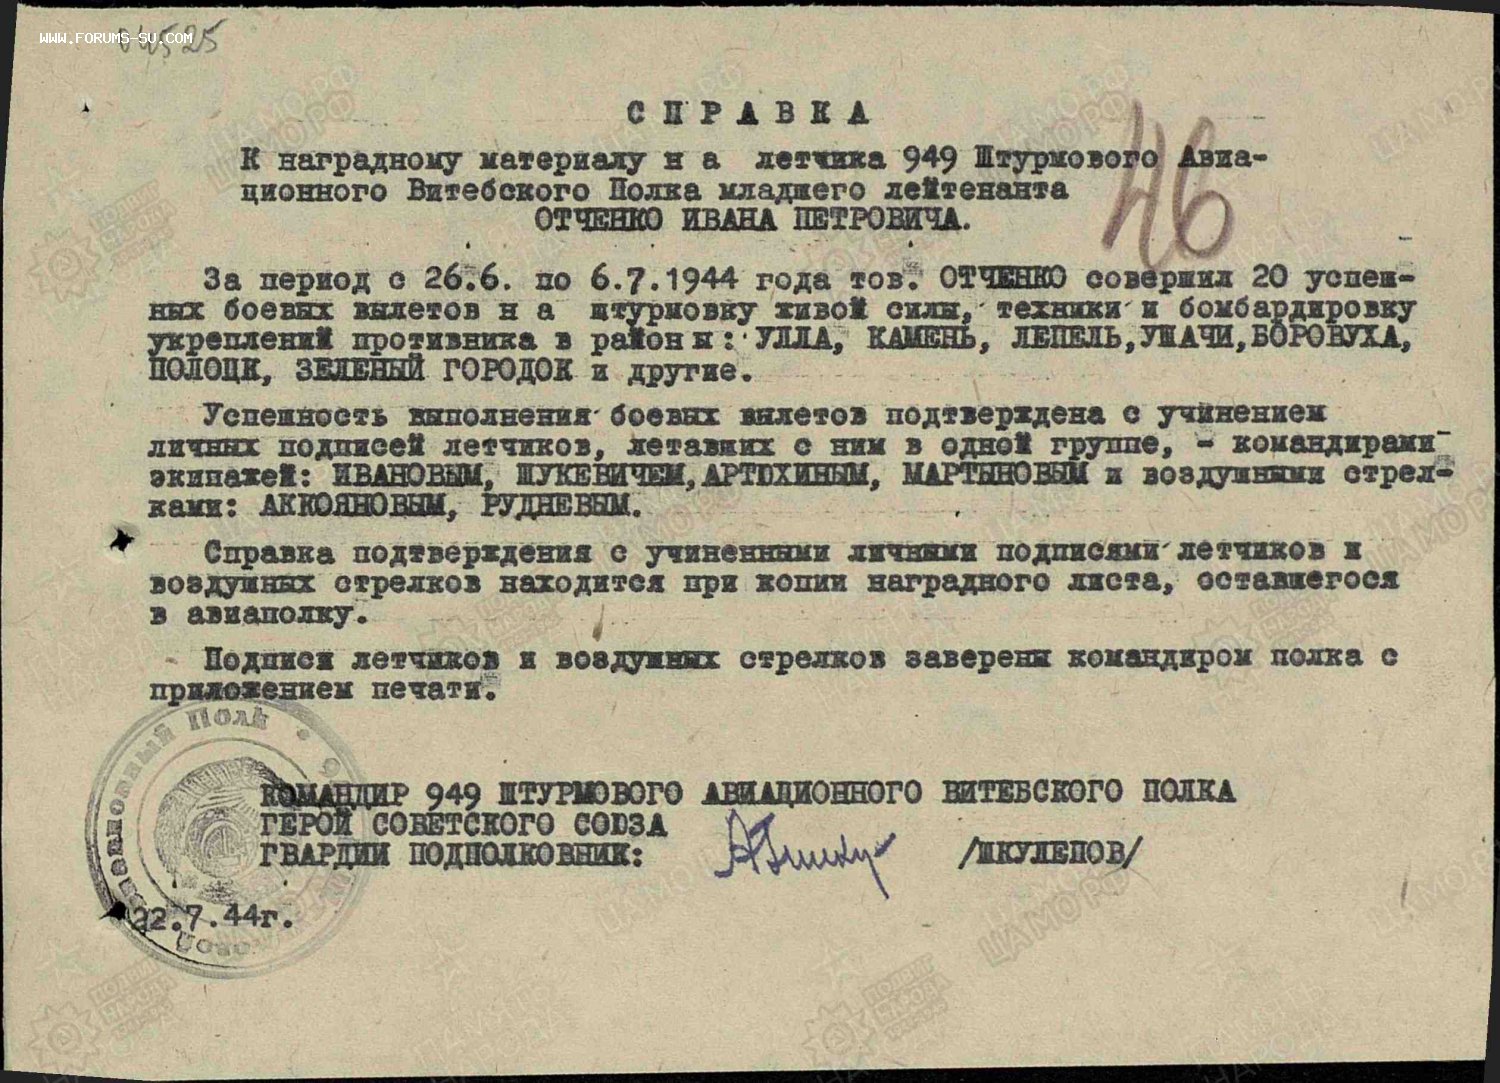 WWW.FORUMS-SU.COM
С П Р А В К А
К наградному материалу н а летчика 949 Штурмового Авиа-
ционного Витебского Полка младшего лейтенанта
ОТЧЕНКО ИВАНА ПЕТРОВИЧА.
46
За период с 26.6. по 6.7.1944 года тов. ОТЧЕНКО совершил 20 успеш-
ных боевых вылетов н а штурмовку живой силы, техники и бомбардировку
укреплений противника в районы: УЛЛА, КАМЕНЬ, ЛЕПЕЛЬ,УШАЧИ,БОРОВУХА,
ПОЛОЦК, ЗЕЛЕНЫЙ ГОРОДОК и другие.
Успешность выполнения боевых вылетов подтверждена с учинением
личных подписей летчиков, летавших с ним в одной группе, - командирами
экипажей: ИВАНОВЫМ, ШУКЕВИЧЕМ,АРТЮХИНЫМ, МАРТЫНОВЫМ и воздушными стрел-
ками: АККОЯНОВЫМ, РУДНЕВЫМ.
Справка подтверждения с учиненными личными подписями летчиков и
воздушных стрелков находится при копии наградного листа, оставшегося
в авиаполку.
Подписи летчиков и воздушных стрелков заверены командиром полка с
приложением печати.
КОМАНДИР 949 ШТУРМОВОГО АВИАЦИОННОГО ВИТЕБСКОГО ПОЛКА
ГЕРОЙ СОВЕТСКОГО СОЮЗА
ГВАРДИИ ПОДПОЛКОВНИК: /ШКУЛЕПОВ/
22.7.44г.
Полк